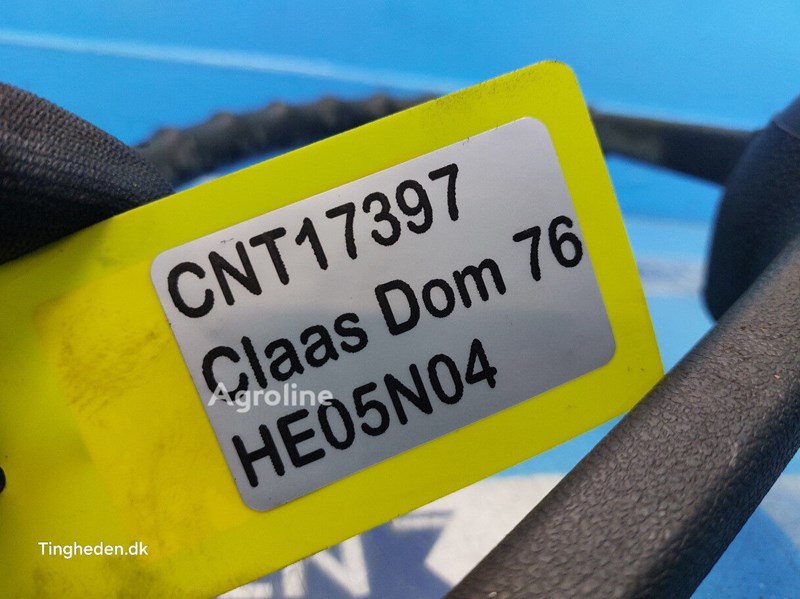 CNT17397
Claas Dom 76
HE05N04
Agroline
Tingheden.dk